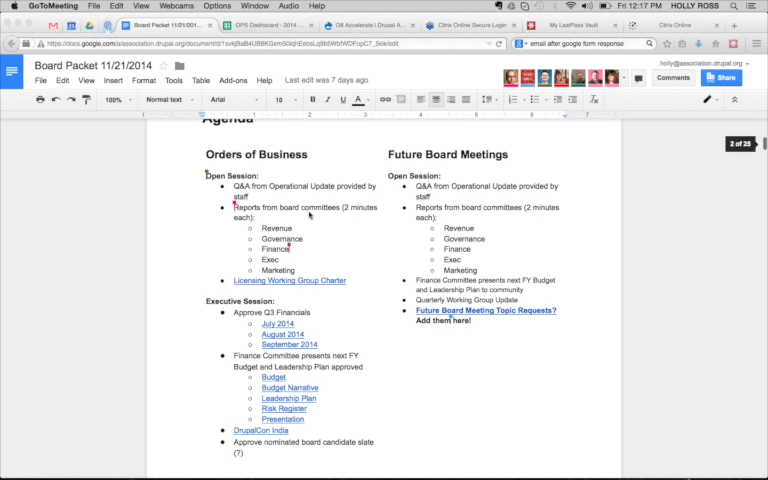 GoToMeeting File Edit View Webcams Options Window Audio Help
Fri Nov 21 12:17 PM HOLLY ROSS
Board Packet 11/21/2014
OPS Dashboard - 2014
D8 Accelerate | Drupal A
Citrix Online Secure Login
My LastPass Vault
Citrix Online
email after google form response
Board Packet 11/21/2014
holly@association.drupal.org
File Edit View Insert Format Tools Table Add-ons Help Last edit was 7 days ago
Comments
Share
100% Normal text Arial 10 B I U A
2 of 25
Agenda
Orders of Business
Open Session:
Q&A from Operational Update provided by
staff
Reports from board committees (2 minutes
each):
Revenue
Governance
Finance
Exec
Marketing
Licensing Working Group Charter
Executive Session:
Approve Q3 Financials
July 2014
August 2014
September 2014
Finance Committee presents next FY
Budget and Leadership Plan approved
Budget
Budget Narrative
Leadership Plan
Risk Register
Presentation
DrupalCon India
Approve nominated board candidate slate
(?)
Future Board Meetings
Open Session:
Q&A from Operational Update provided by
staff
Reports from board committees (2 minutes
each):
Revenue
Governance
Finance
Exec
Marketing
Finance Committee presents next FY Budget
and Leadership Plan to community
Quarterly Working Group Update
Future Board Meeting Topic Requests?
Add them here!